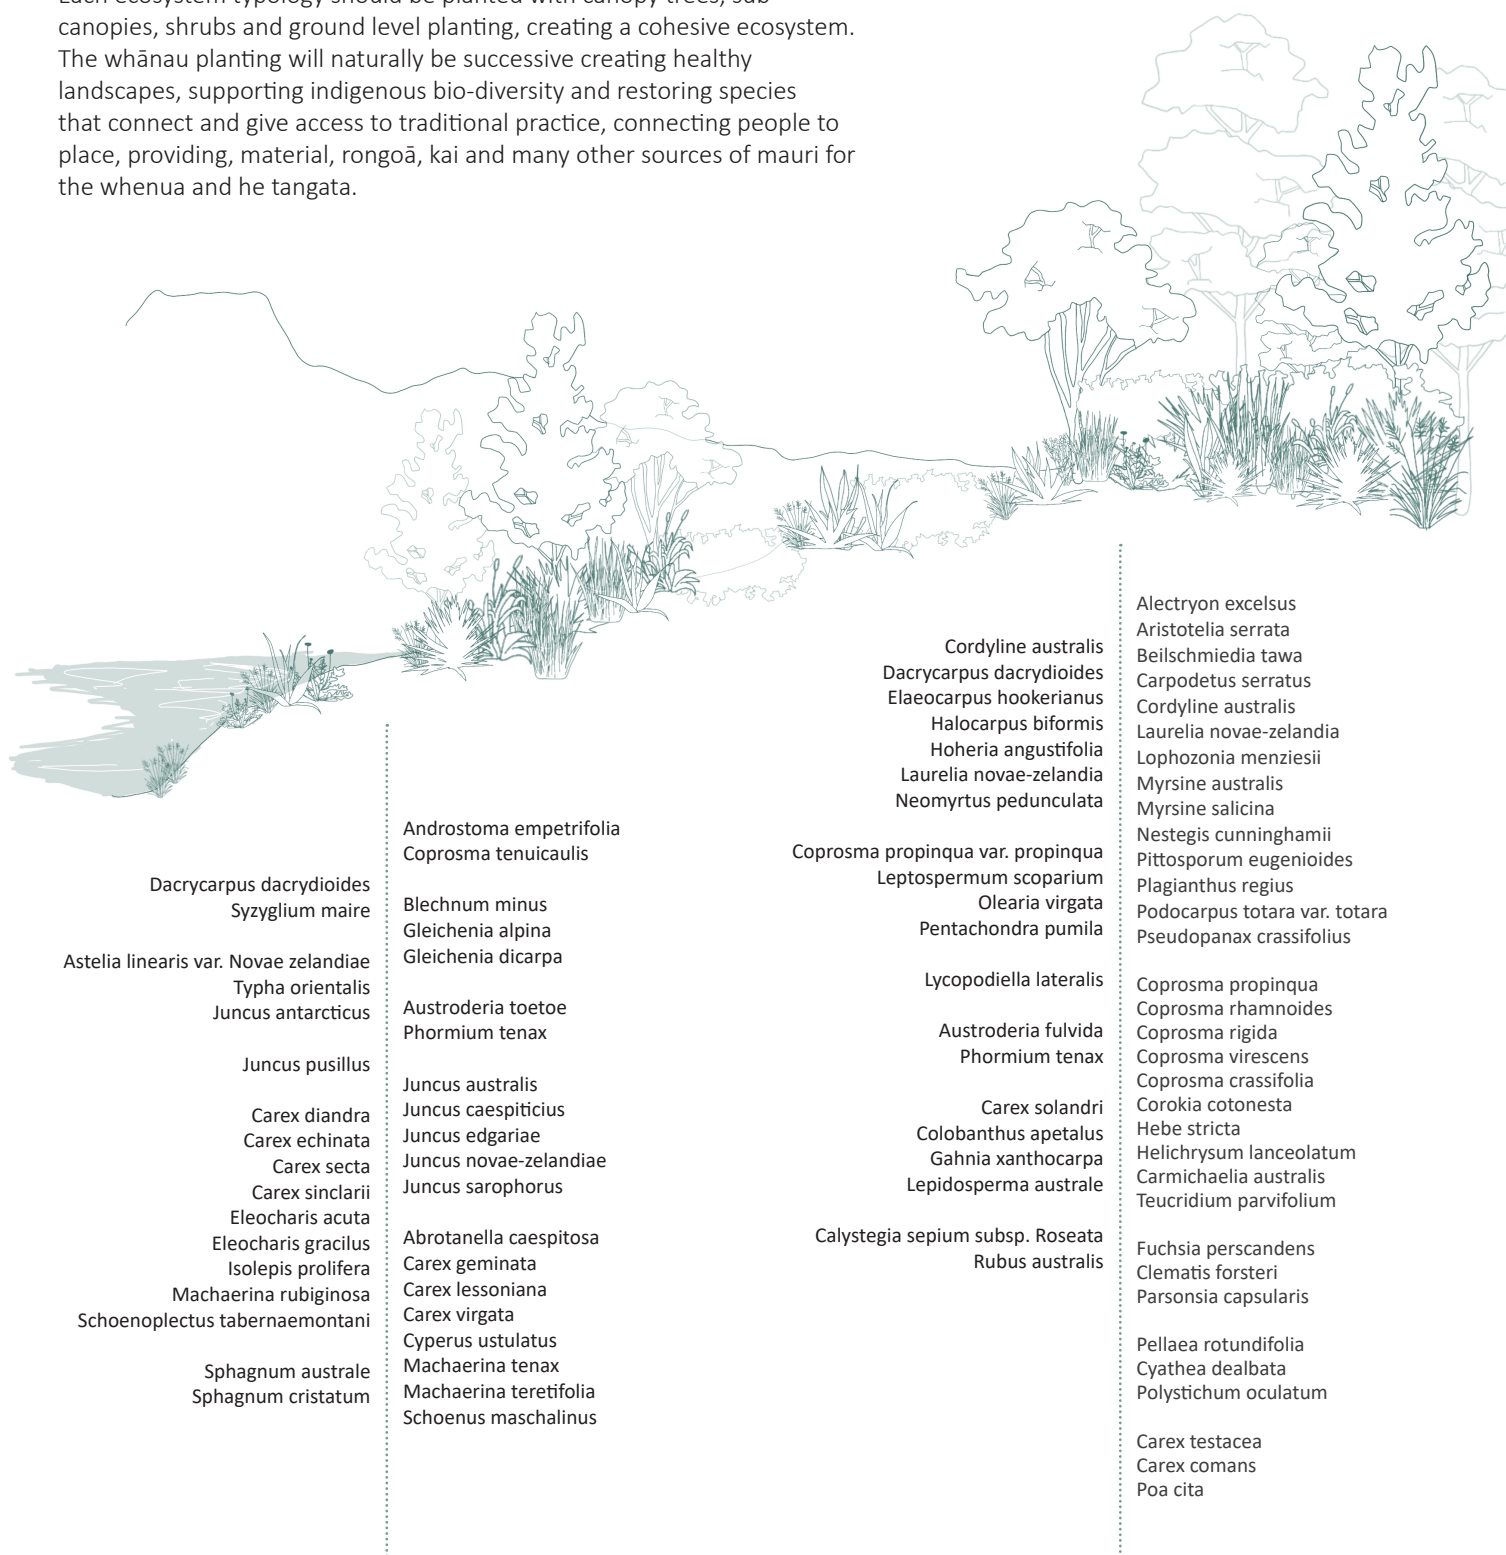 Each ecosystem typology should be planted with canopy trees, sub-
canopies, shrubs and ground level planting, creating a cohesive ecosystem.
The whānau planting will naturally be successive creating healthy
landscapes, supporting indigenous bio-diversity and restoring species
that connect and give access to traditional practice, connecting people to
place, providing, material, rongoā, kai and many other sources of mauri for
the whenua and he tangata.
Dacrycarpus dacrydioides
Syzyglium maire
Astelia linearis var. Novae zelandiae
Typha orientalis
Juncus antarcticus
Juncus pusillus
Carex diandra
Carex echinata
Carex secta
Carex sinclarii
Eleocharis acuta
Eleocharis gracilus
Isolepis prolifera
Machaerina rubiginosa
Schoenoplectus tabernaemontani
Sphagnum australe
Sphagnum cristatum
Androstoma empetrifolia
Coprosma tenuicaulis
Blechnum minus
Gleichenia alpina
Gleichenia dicarpa
Austroderia toetoe
Phormium tenax
Juncus australis
Juncus caespiticius
Juncus edgariae
Juncus novae-zelandiae
Juncus sarophorus
Abrotanella caespitosa
Carex geminata
Carex lessoniana
Carex virgata
Cyperus ustulatus
Machaerina tenax
Machaerina teretifolia
Schoenus maschalinus
Cordyline australis
Dacrycarpus dacrydioides
Elaeocarpus hookerianus
Halocarpus biformis
Hoheria angustifolia
Laurelia novae-zelandia
Neomyrtus pedunculata
Coprosma propinqua var. propinqua
Leptospermum scoparium
Olearia virgata
Pentachondra pumila
Lycopodiella lateralis
Austroderia fulvida
Phormium tenax
Carex solandri
Colobanthus apetalus
Gahnia xanthocarpa
Lepidosperma australe
Calystegia sepium subsp. Roseata
Rubus australis
Alectryon excelsus
Aristotelia serrata
Beilschmiedia tawa
Carpodetus serratus
Cordyline australis
Laurelia novae-zelandia
Lophozonia menziesii
Myrsine australis
Myrsine salicina
Nestegis cunninghamii
Pittosporum eugenioides
Plagianthus regius
Podocarpus totara var. totara
Pseudopanax crassifolius
Coprosma propinqua
Coprosma rhamnoides
Coprosma rigida
Coprosma virescens
Coprosma crassifolia
Corokia cotonesta
Hebe stricta
Helichrysum lanceolatum
Carmichaelia australis
Teucridium parvifolium
Fuchsia perscandens
Clematis forsteri
Parsonsia capsularis
Pellaea rotundifolia
Cyathea dealbata
Polystichum oculatum
Carex testacea
Carex comans
Poa cita